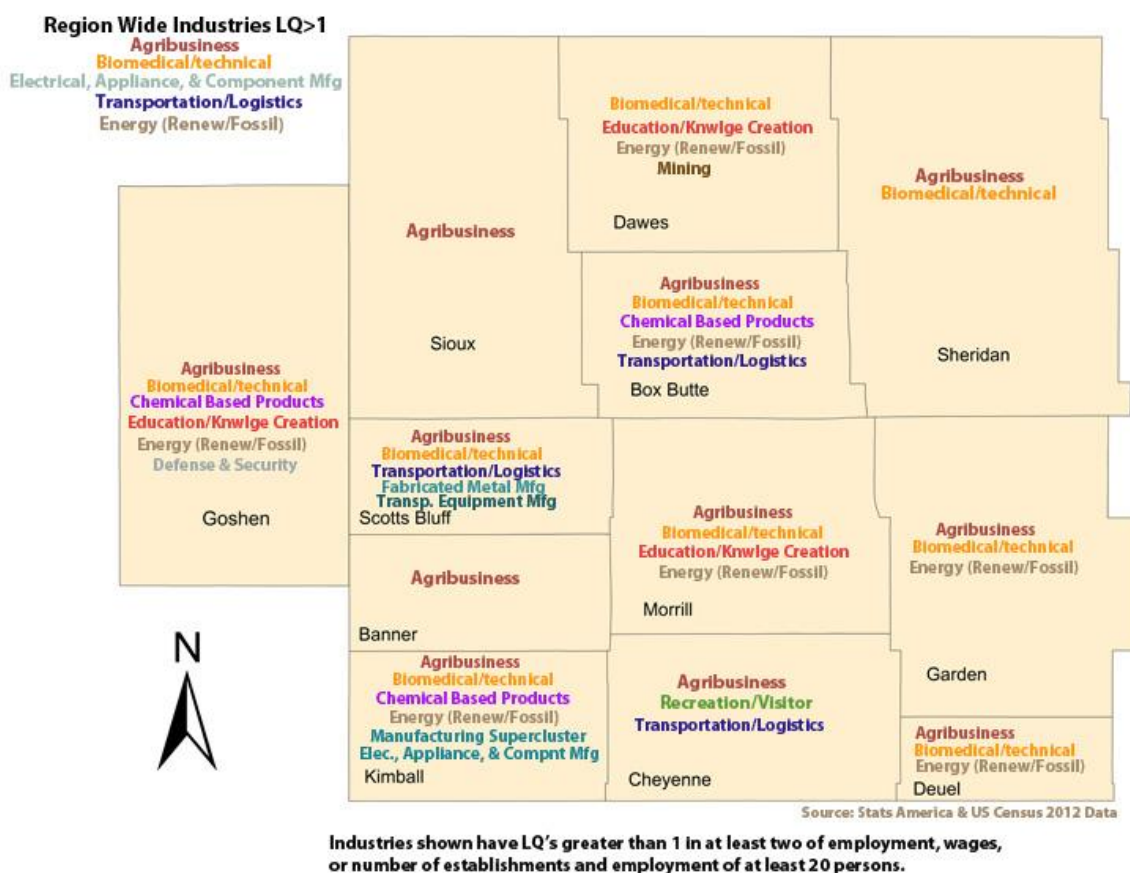 Region Wide Industries LQ>1
Agribusiness
Biomedical/technical
Electrical, Appliance, & Component Mfg
Transportation/Logistics
Energy (Renew/Fossil)
Biomedical/technical
Education/Knwlge Creation
Energy (Renew/Fossil)
Mining
Dawes
Agribusiness
Biomedical/technical
Sheridan
Agribusiness
Sioux
Agribusiness
Biomedical/technical
Chemical Based Products
Energy (Renew/Fossil)
Transportation/Logistics
Box Butte
Agribusiness
Biomedical/technical
Chemical Based Products
Education/Knwlge Creation
Energy (Renew/Fossil)
Defense & Security
Goshen
Agribusiness
Biomedical/technical
Transportation/Logistics
Fabricated Metal Mfg
Transp. Equipment Mfg
Scotts Bluff
Agribusiness
Biomedical/technical
Education/Knwlge Creation
Energy (Renew/Fossil)
Morrill
Agribusiness
Biomedical/technical
Energy (Renew/Fossil)
Garden
Agribusiness
Banner
N
Agribusiness
Biomedical/technical
Chemical Based Products
Energy (Renew/Fossil)
Manufacturing Supercluster
Elec., Appliance, & Compnt Mfg
Kimball
Agribusiness
Recreation/Visitor
Transportation/Logistics
Cheyenne
Agribusiness
Biomedical/technical
Energy (Renew/Fossil)
Deuel
Source: Stats America & US Census 2012 Data
Industries shown have LQ's greater than 1 in at least two of employment, wages,
or number of establishments and employment of at least 20 persons.